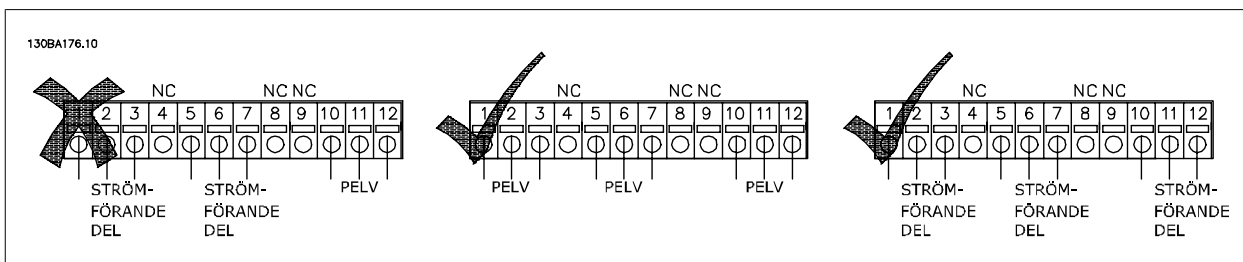 130BA176.10
NC NC NC
2 3 4 5 6 7 8 9 10 11 12
STRÖM-
FÖRANDE
DEL
STRÖM-
FÖRANDE
DEL
PELV
NC NC NC
1 2 3 4 5 6 7 8 9 10 11 12
PELV PELV PELV
NC NC NC
1 2 3 4 5 6 7 8 9 10 11 12
STRÖM-
FÖRANDE
DEL
STRÖM-
FÖRANDE
DEL
STRÖM-
FÖRANDE
DEL